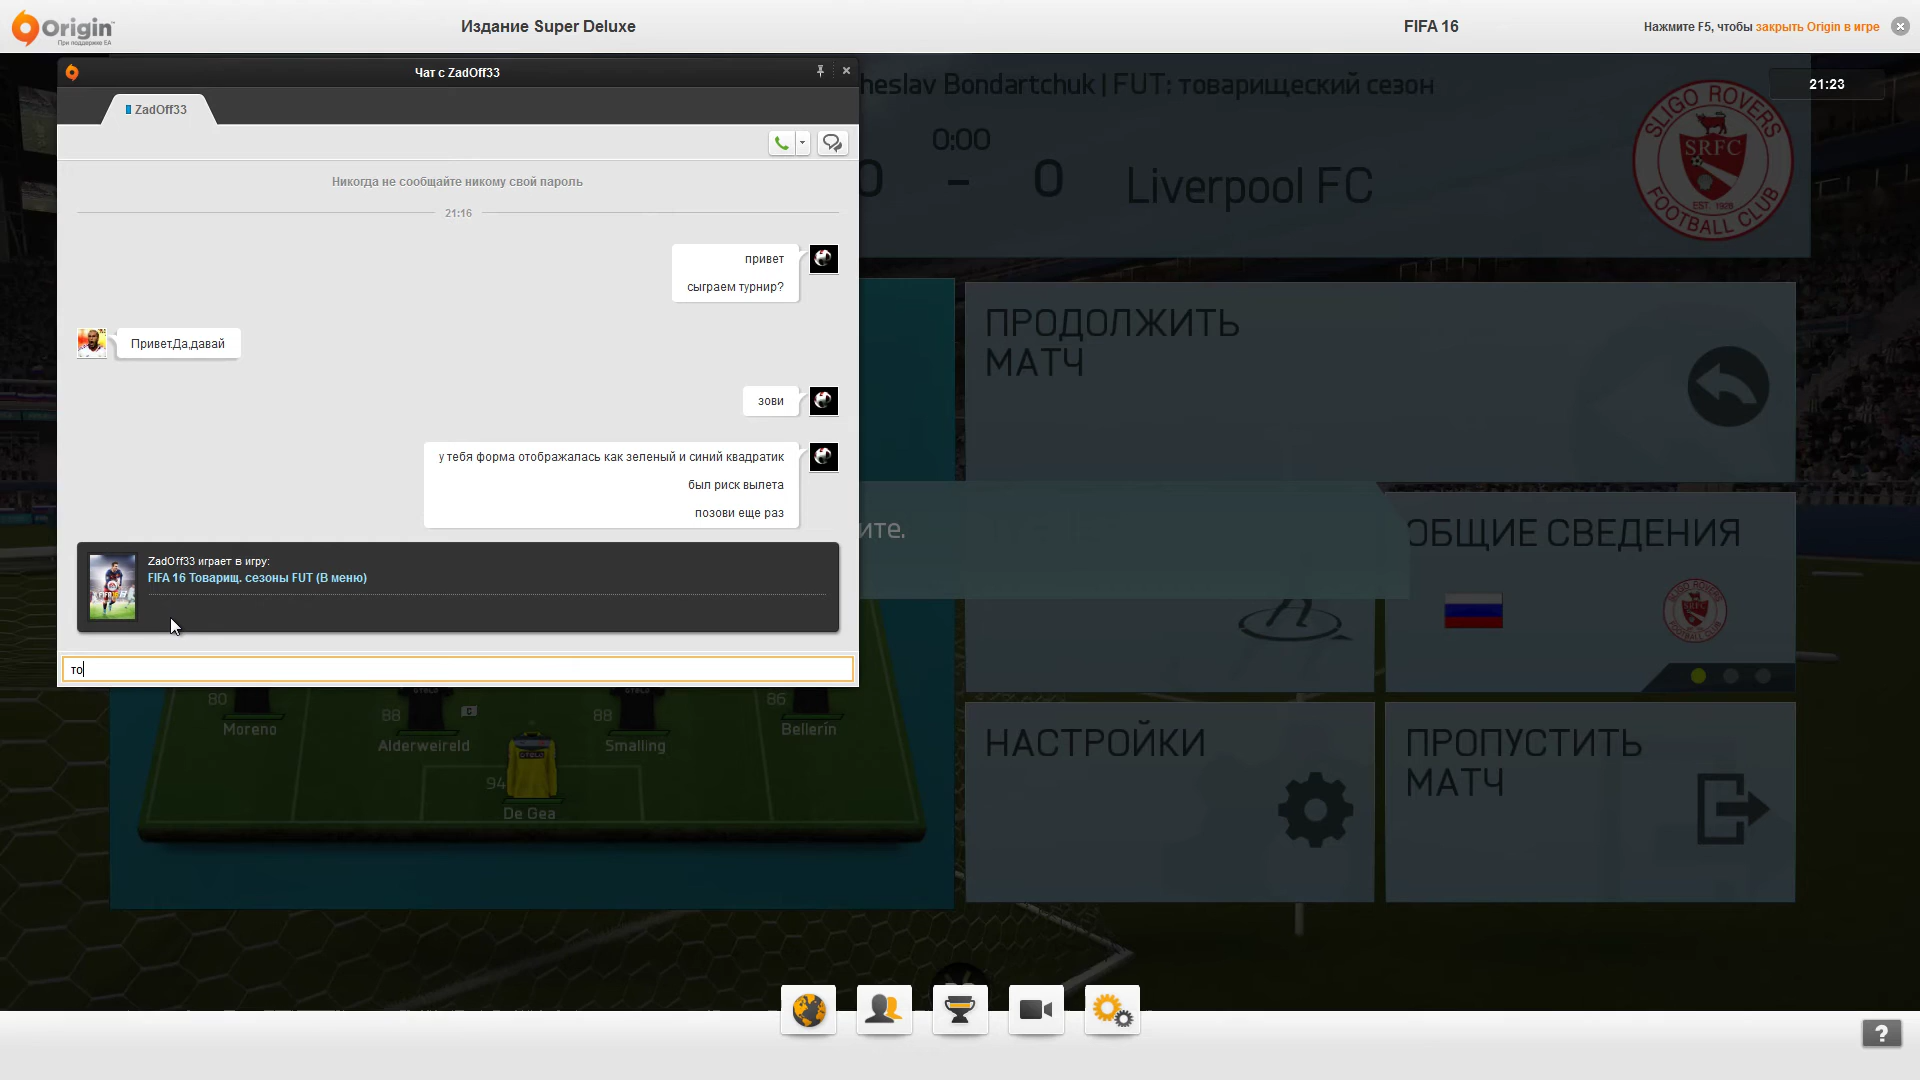 Origin
При поддержке EA
Издание Super Deluxe
FIFA 16
Нажмите F5, чтобы закрыть Origin в игре
Чат с ZadOff33
ZadOff33
heslav Bondartchuk | FUT: товарищеский сезон
21:23
0:00
0 – 0
Liverpool FC
SLIGO ROVERS
SRFC
EST. 1928
FOOTBALL CLUB
Никогда не сообщайте никому свой пароль
21:16
привет
сыграем турнир?
Привет.Да,давай
зови
у тебя форма отображалась как зеленый и синий квадратик
был риск вылета
позови еще раз
ZadOff33 играет в игру:
FIFA 16 Товарищ. сезоны FUT (В меню)
то
ПРОДОЛЖИТЬ
МАТЧ
ите.
ОБЩИЕ СВЕДЕНИЯ
НАСТРОЙКИ
ПРОПУСТИТЬ
МАТЧ
80
Moreno
88
Alderweireld
C
88
Smalling
86
Bellerín
94
De Gea
?